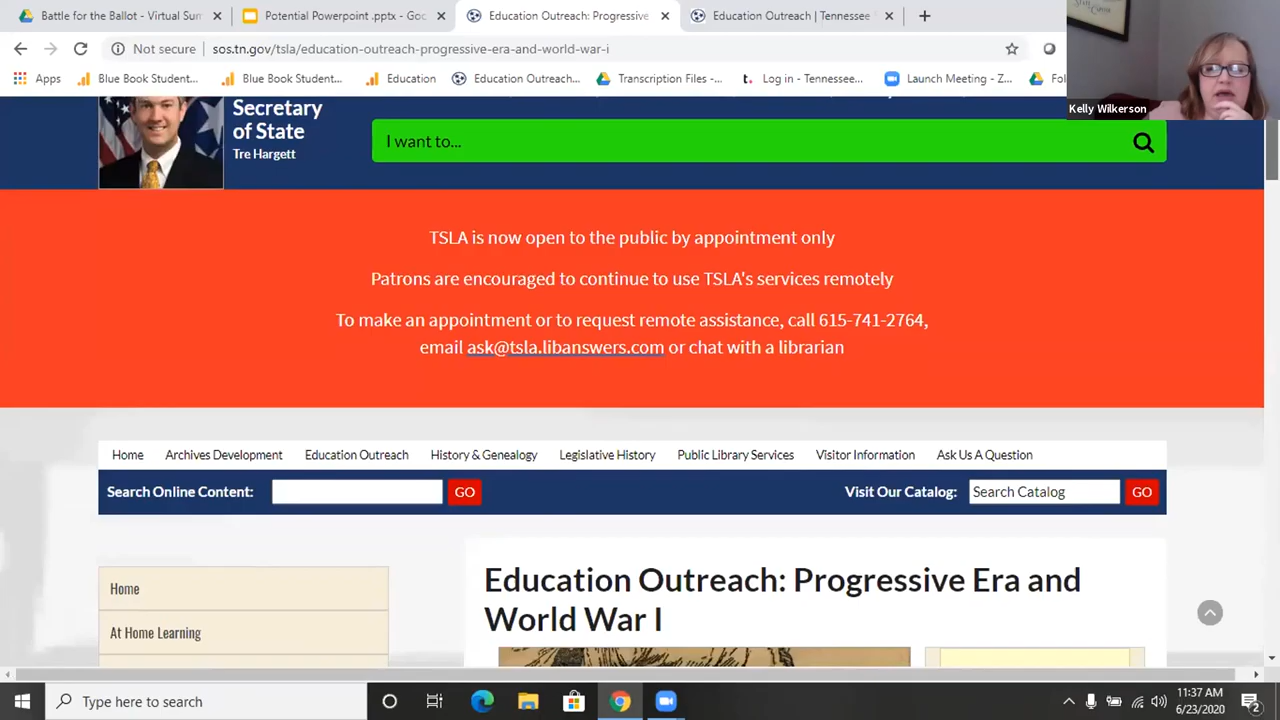 Battle for the Ballot - Virtual Sum
Potential Powerpoint .pptx - Goo
Education Outreach: Progressive
Education Outreach | Tennessee
Not secure
sos.tn.gov/tsla/education-outreach-progressive-era-and-world-war-i
Apps
Blue Book Student...
Blue Book Student...
Education
Education Outreach...
Transcription Files -...
Log in - Tennessee...
Launch Meeting - Z...
Kelly Wilkerson
Secretary
of State
Tre Hargett
I want to...
TSLA is now open to the public by appointment only
Patrons are encouraged to continue to use TSLA's services remotely
To make an appointment or to request remote assistance, call 615-741-2764,
email ask@tsla.libanswers.com or chat with a librarian
Home Archives Development Education Outreach History & Genealogy Legislative History Public Library Services Visitor Information Ask Us A Question
Search Online Content: GO Visit Our Catalog: Search Catalog GO
Home
At Home Learning
Education Outreach: Progressive Era and
World War I
Type here to search
11:37 AM
6/23/2020
2